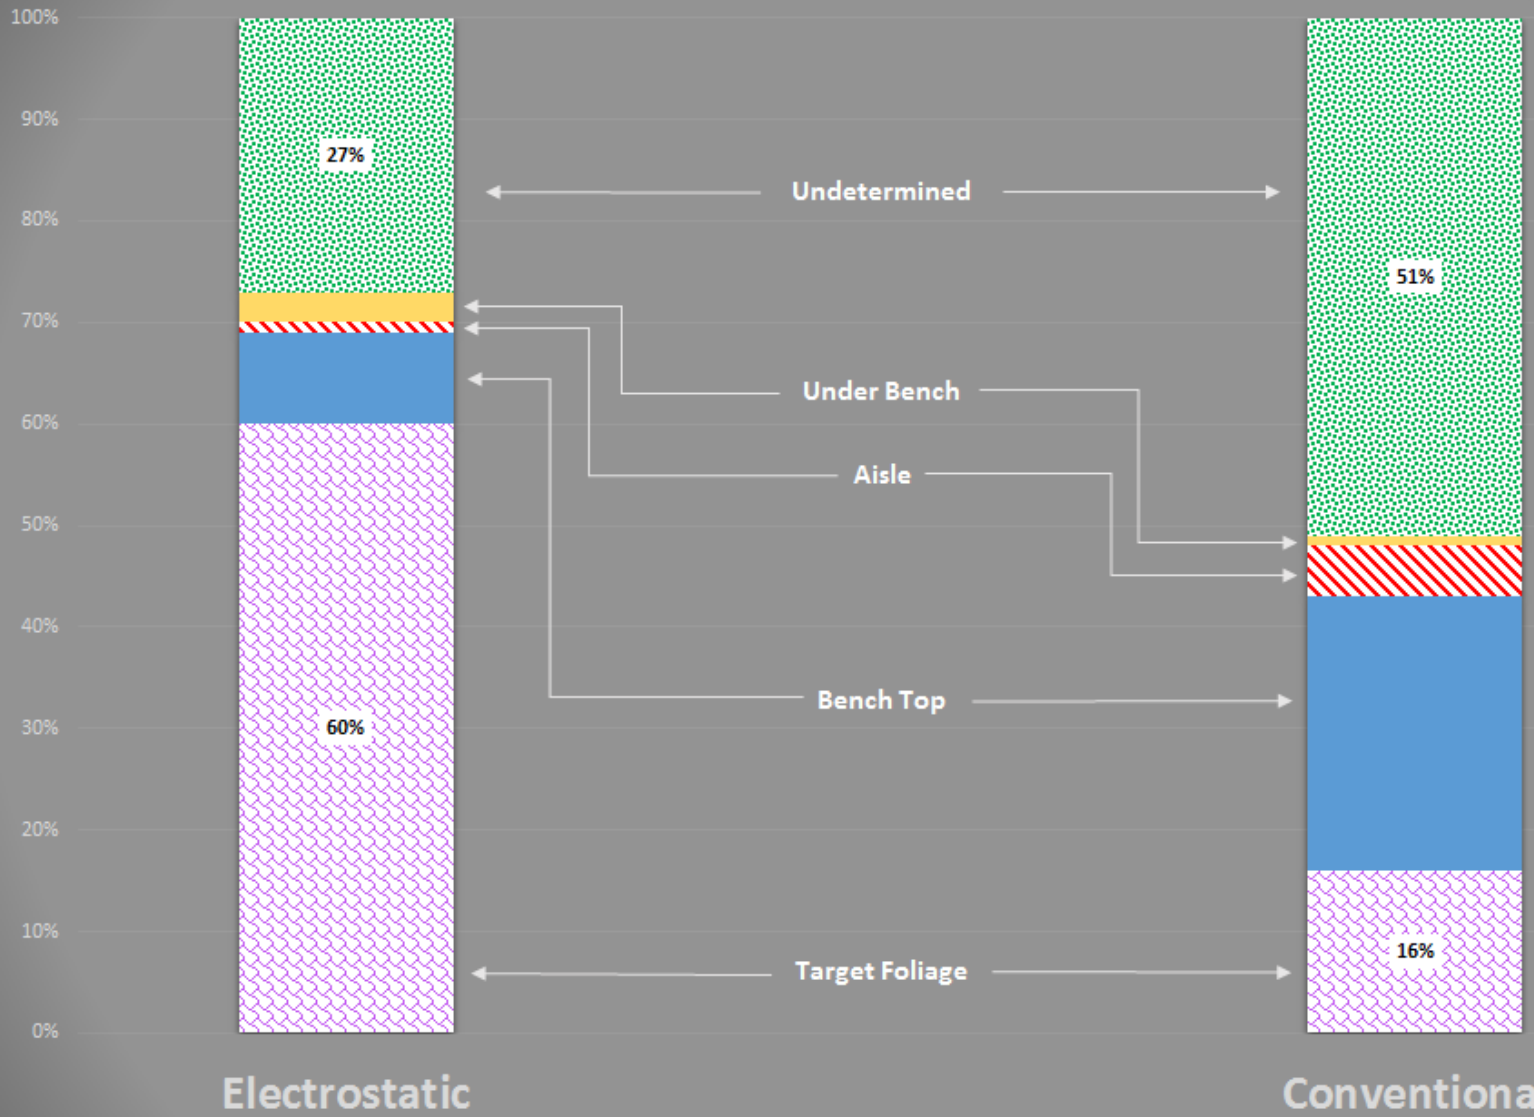 100%
90%
27%
Undetermined
80%
51%
70%
Under Bench
60%
Aisle
50%
40%
Bench Top
60%
30%
20%
10%
Target Foliage
16%
0%
Electrostatic
Conventiona